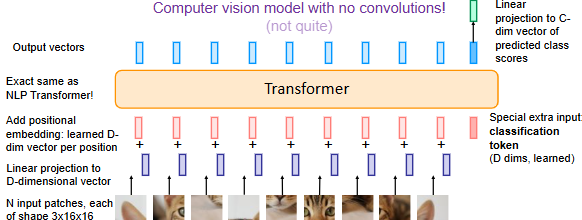 Computer vision model with no convolutions!
(not quite)
Linear
projection to C-
dim vector of
predicted class
scores
Output vectors
Exact same as
NLP Transformer!
Transformer
Add positional
embedding: learned D-
dim vector per position
+ + + + + + + + +
Special extra input:
classification
token
(D dims, learned)
Linear projection to
D-dimensional vector
N input patches, each
of shape 3x16x16